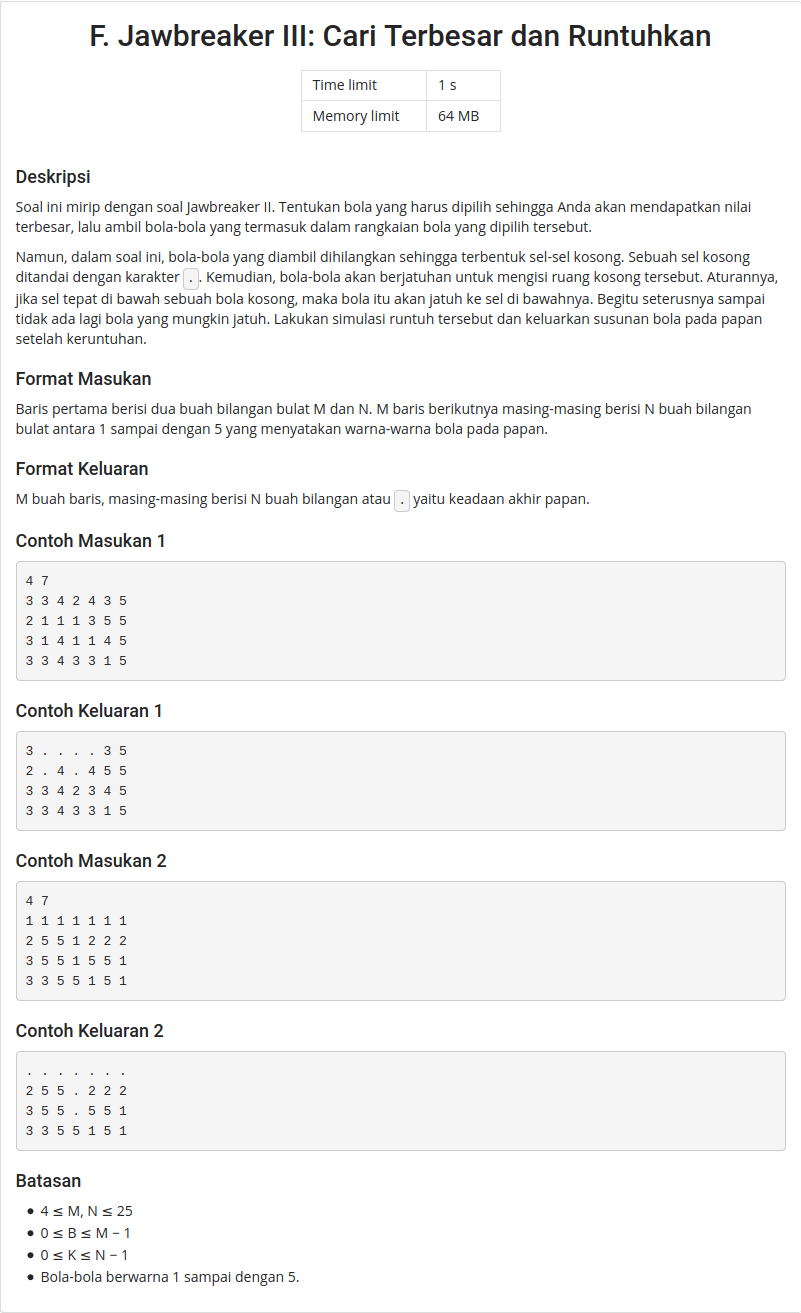 F. Jawbreaker III: Cari Terbesar dan Runtuhkan
Time limit 1 s
Memory limit 64 MB
Deskripsi
Soal ini mirip dengan soal Jawbreaker II. Tentukan bola yang harus dipilih sehingga Anda akan mendapatkan nilai
terbesar, lalu ambil bola-bola yang termasuk dalam rangkaian bola yang dipilih tersebut.
Namun, dalam soal ini, bola-bola yang diambil dihilangkan sehingga terbentuk sel-sel kosong. Sebuah sel kosong
ditandai dengan karakter . . Kemudian, bola-bola akan berjatuhan untuk mengisi ruang kosong tersebut. Aturannya,
jika sel tepat di bawah sebuah bola kosong, maka bola itu akan jatuh ke sel di bawahnya. Begitu seterusnya sampai
tidak ada lagi bola yang mungkin jatuh. Lakukan simulasi runtuh tersebut dan keluarkan susunan bola pada papan
setelah keruntuhan.
Format Masukan
Baris pertama berisi dua buah bilangan bulat M dan N. M baris berikutnya masing-masing berisi N buah bilangan
bulat antara 1 sampai dengan 5 yang menyatakan warna-warna bola pada papan.
Format Keluaran
M buah baris, masing-masing berisi N buah bilangan atau . yaitu keadaan akhir papan.
Contoh Masukan 1
4 7
3 3 4 2 4 3 5
2 1 1 1 3 5 5
3 1 4 1 1 4 5
3 3 4 3 3 1 5
Contoh Keluaran 1
3 . . . . 3 5
2 . 4 . 4 5 5
3 3 4 2 3 4 5
3 3 4 3 3 1 5
Contoh Masukan 2
4 7
1 1 1 1 1 1 1
2 5 5 1 2 2 2
3 5 5 1 5 5 1
3 3 5 5 1 5 1
Contoh Keluaran 2
. . . . . . .
2 5 5 . 2 2 2
3 5 5 . 5 5 1
3 3 5 5 1 5 1
Batasan
• 4 ≤ M, N ≤ 25
• 0 ≤ B ≤ M − 1
• 0 ≤ K ≤ N − 1
• Bola-bola berwarna 1 sampai dengan 5.